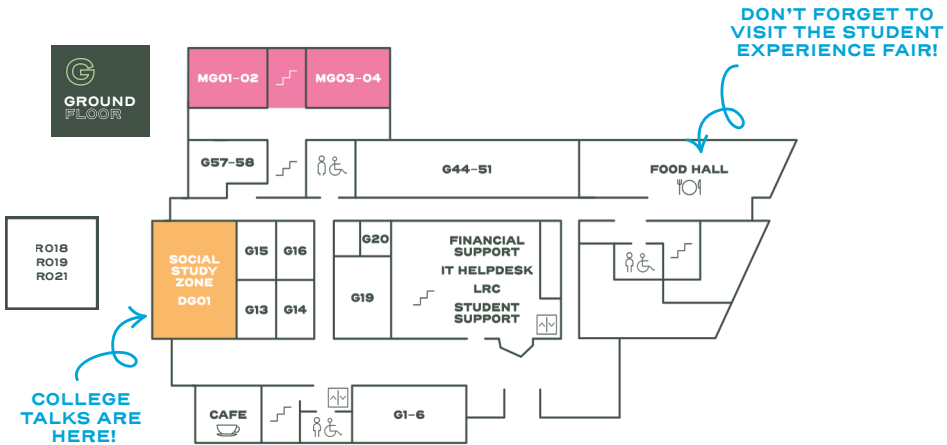 DON'T FORGET TO
VISIT THE STUDENT
EXPERIENCE FAIR!
G
GROUND
FLOOR
MG01-02
MG03-04
G57-58
G44-51
FOOD HALL
R018
R019
R021
SOCIAL
STUDY
ZONE
DG01
G15
G16
G13
G14
G20
G19
FINANCIAL
SUPPORT
IT HELPDESK
LRC
STUDENT
SUPPORT
COLLEGE
TALKS ARE
HERE!
CAFE
G1-6